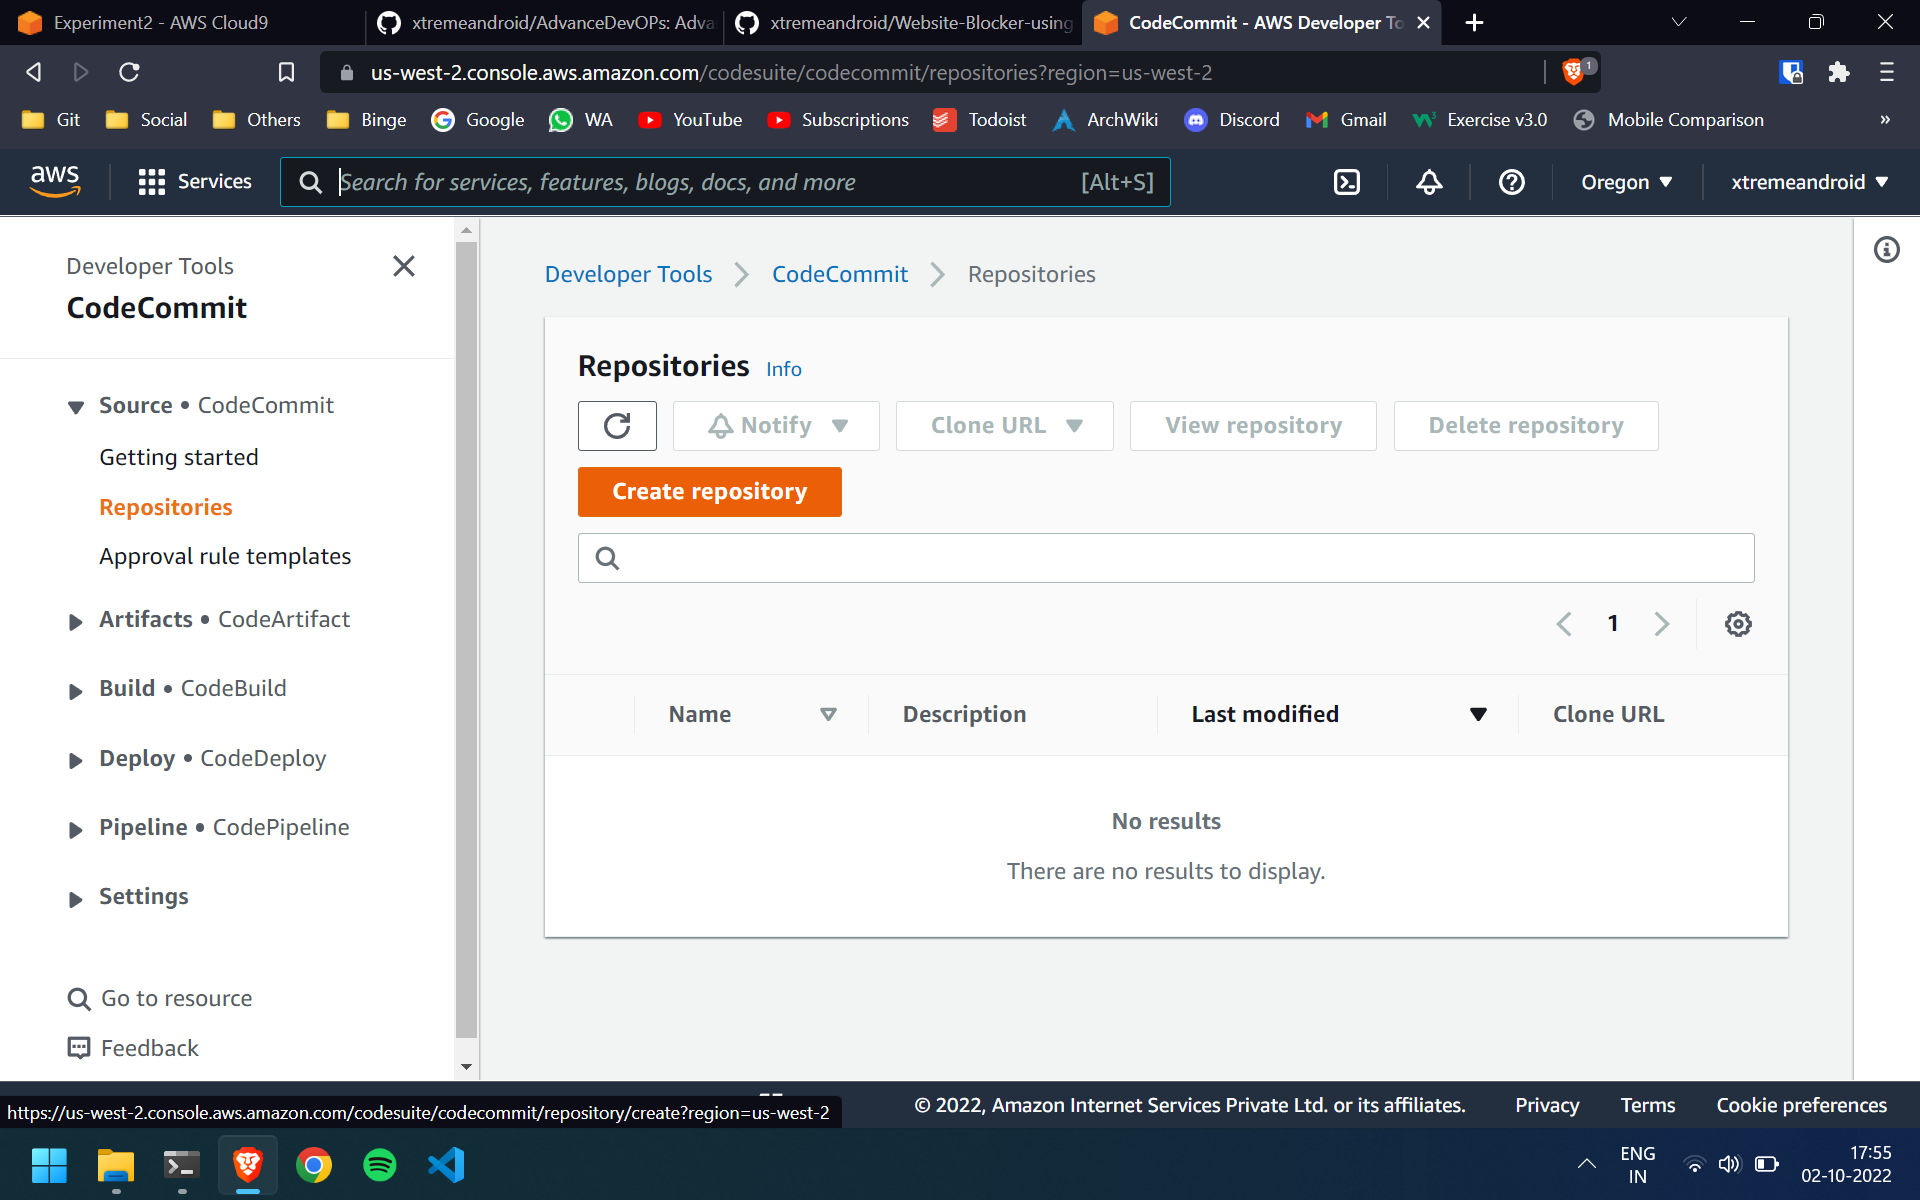 Experiment2 - AWS Cloud9
xtremeandroid/AdvanceDevOPs: Adva
xtremeandroid/Website-Blocker-using
CodeCommit - AWS Developer To
us-west-2.console.aws.amazon.com/codesuite/codecommit/repositories?region=us-west-2
1
Git Social Others Binge Google WA YouTube Subscriptions Todoist ArchWiki Discord Gmail Exercise v3.0 Mobile Comparison »
aws Services Search for services, features, blogs, docs, and more [Alt+S] Oregon xtremeandroid
Developer Tools
CodeCommit
Source • CodeCommit
Getting started
Repositories
Approval rule templates
Artifacts • CodeArtifact
Build • CodeBuild
Deploy • CodeDeploy
Pipeline • CodePipeline
Settings
Go to resource
Feedback
Developer Tools CodeCommit Repositories
Repositories Info
Notify Clone URL View repository Delete repository
Create repository
1
Name Description Last modified Clone URL
No results
There are no results to display.
https://us-west-2.console.aws.amazon.com/codesuite/codecommit/repository/create?region=us-west-2
© 2022, Amazon Internet Services Private Ltd. or its affiliates. Privacy Terms Cookie preferences
ENG
IN
17:55
02-10-2022